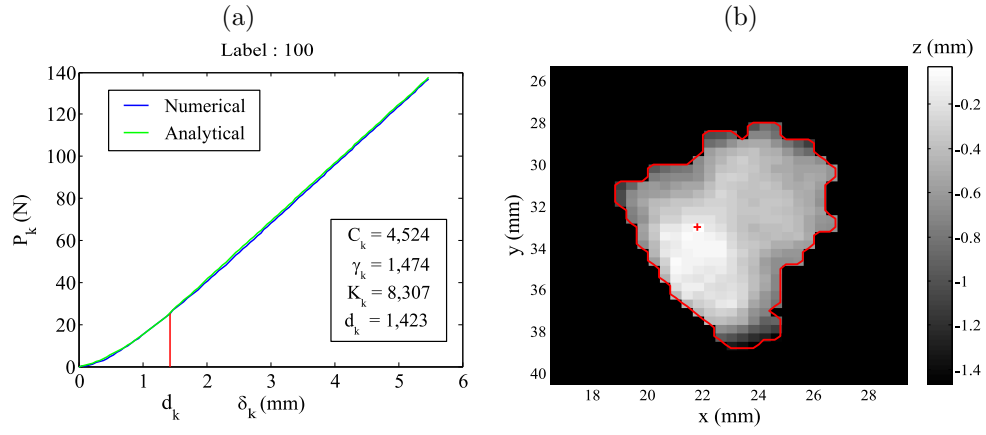 (a)
Label : 100
140
120
100
80
60
40
20
0
P_k (N)
Numerical
Analytical
C_k = 4,524
γ_k = 1,474
K_k = 8,307
d_k = 1,423
0 1 2 3 4 5 6
d_k δ_k (mm)
(b)
z (mm)
26
28
30
32
34
36
38
40
y (mm)
18 20 22 24 26 28
x (mm)
-0.2
-0.4
-0.6
-0.8
-1
-1.2
-1.4